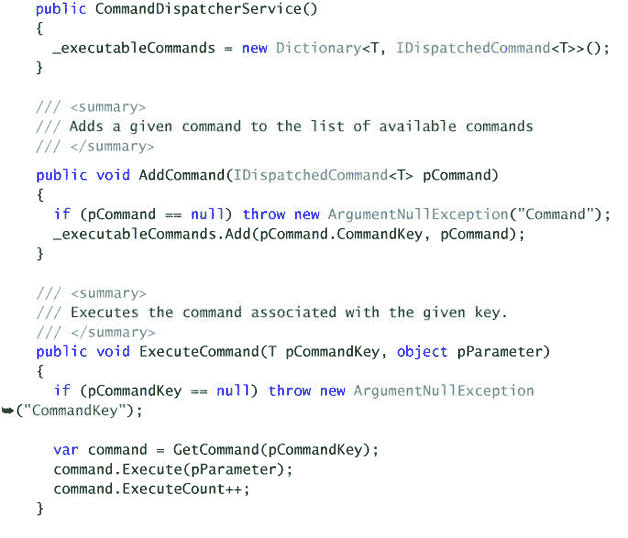 public CommandDispatcherService()
{
_executableCommands = new Dictionary<T, IDispatchedCommand<T>>();
}
/// <summary>
/// Adds a given command to the list of available commands
/// </summary>
public void AddCommand(IDispatchedCommand<T> pCommand)
{
if (pCommand == null) throw new ArgumentNullException("Command");
_executableCommands.Add(pCommand.CommandKey, pCommand);
}
/// <summary>
/// Executes the command associated with the given key.
/// </summary>
public void ExecuteCommand(T pCommandKey, object pParameter)
{
if (pCommandKey == null) throw new ArgumentNullException
➥("CommandKey");
var command = GetCommand(pCommandKey);
command.Execute(pParameter);
command.ExecuteCount++;
}